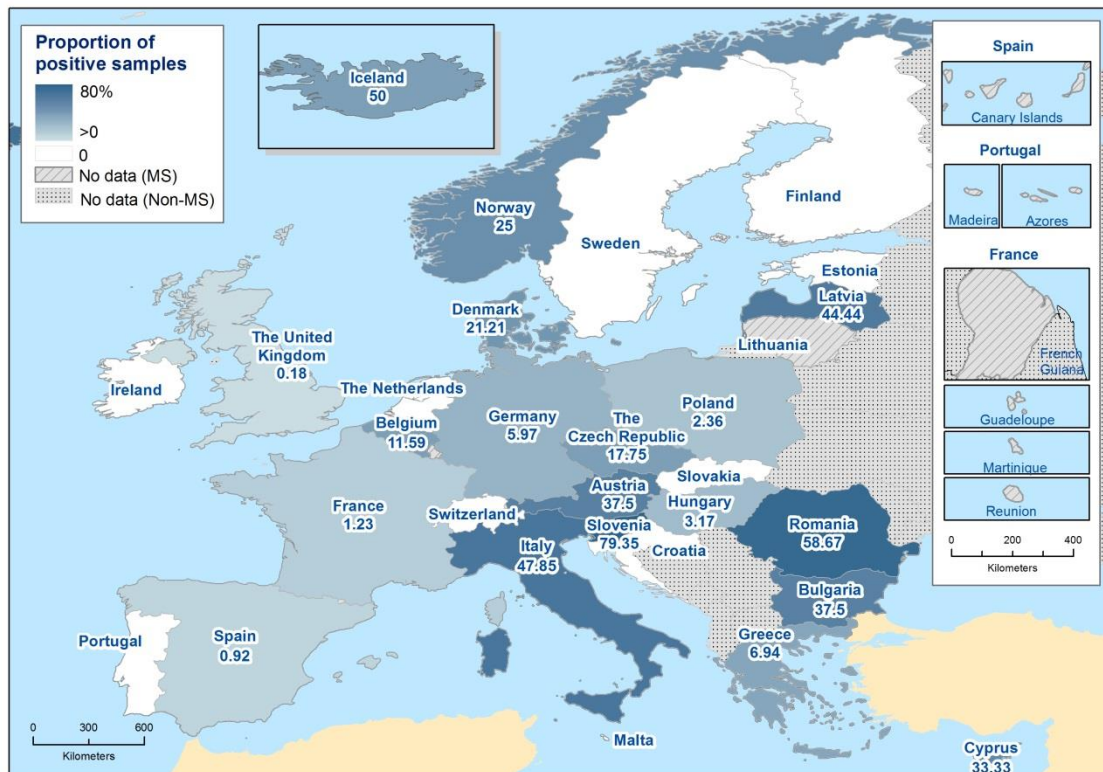 Proportion of
positive samples
80%
>0
0
No data (MS)
No data (Non-MS)
Iceland
50
Norway
25
Sweden
Finland
Estonia
Latvia
44.44
Lithuania
Denmark
21.21
The United
Kingdom
0.18
Ireland
The Netherlands
Belgium
11.59
Germany
5.97
Poland
2.36
The
Czech Republic
17.75
Slovakia
Austria
37.5
Hungary
3.17
France
1.23
Switzerland
Slovenia
79.35
Croatia
Romania
58.67
Italy
47.85
Bulgaria
37.5
Greece
6.94
Portugal
Spain
0.92
Malta
Cyprus
33.33
0 300 600
Kilometers
Spain
Canary Islands
Portugal
Madeira
Azores
France
French
Guiana
Guadeloupe
Martinique
Reunion
0 200 400
Kilometers